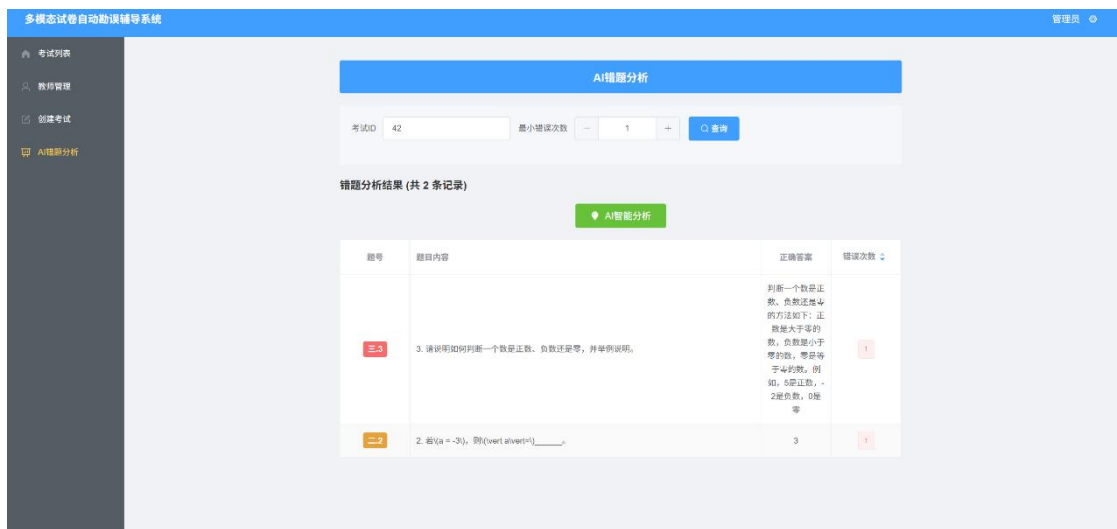 多模态试卷自动勘误辅导系统
管理员
考试列表
教师管理
创建考试
AI错题分析
AI错题分析
考试ID 42 最小错误次数 － 1 + 查询
错题分析结果 (共 2 条记录)
AI智能分析
题号 题目内容 正确答案 错误次数
判断一个数是正
数、负数还是零
的方法如下：正
数是大于零的
数，负数是小于
零的数，零是等
于零的数。例
如，5是正数，-
2是负数，0是
零
三.3 3. 请说明如何判断一个数是正数、负数还是零，并举例说明。 1
二.2 2. 若\(a = -3\)，则\(\vert a\vert=\)______。 3 1